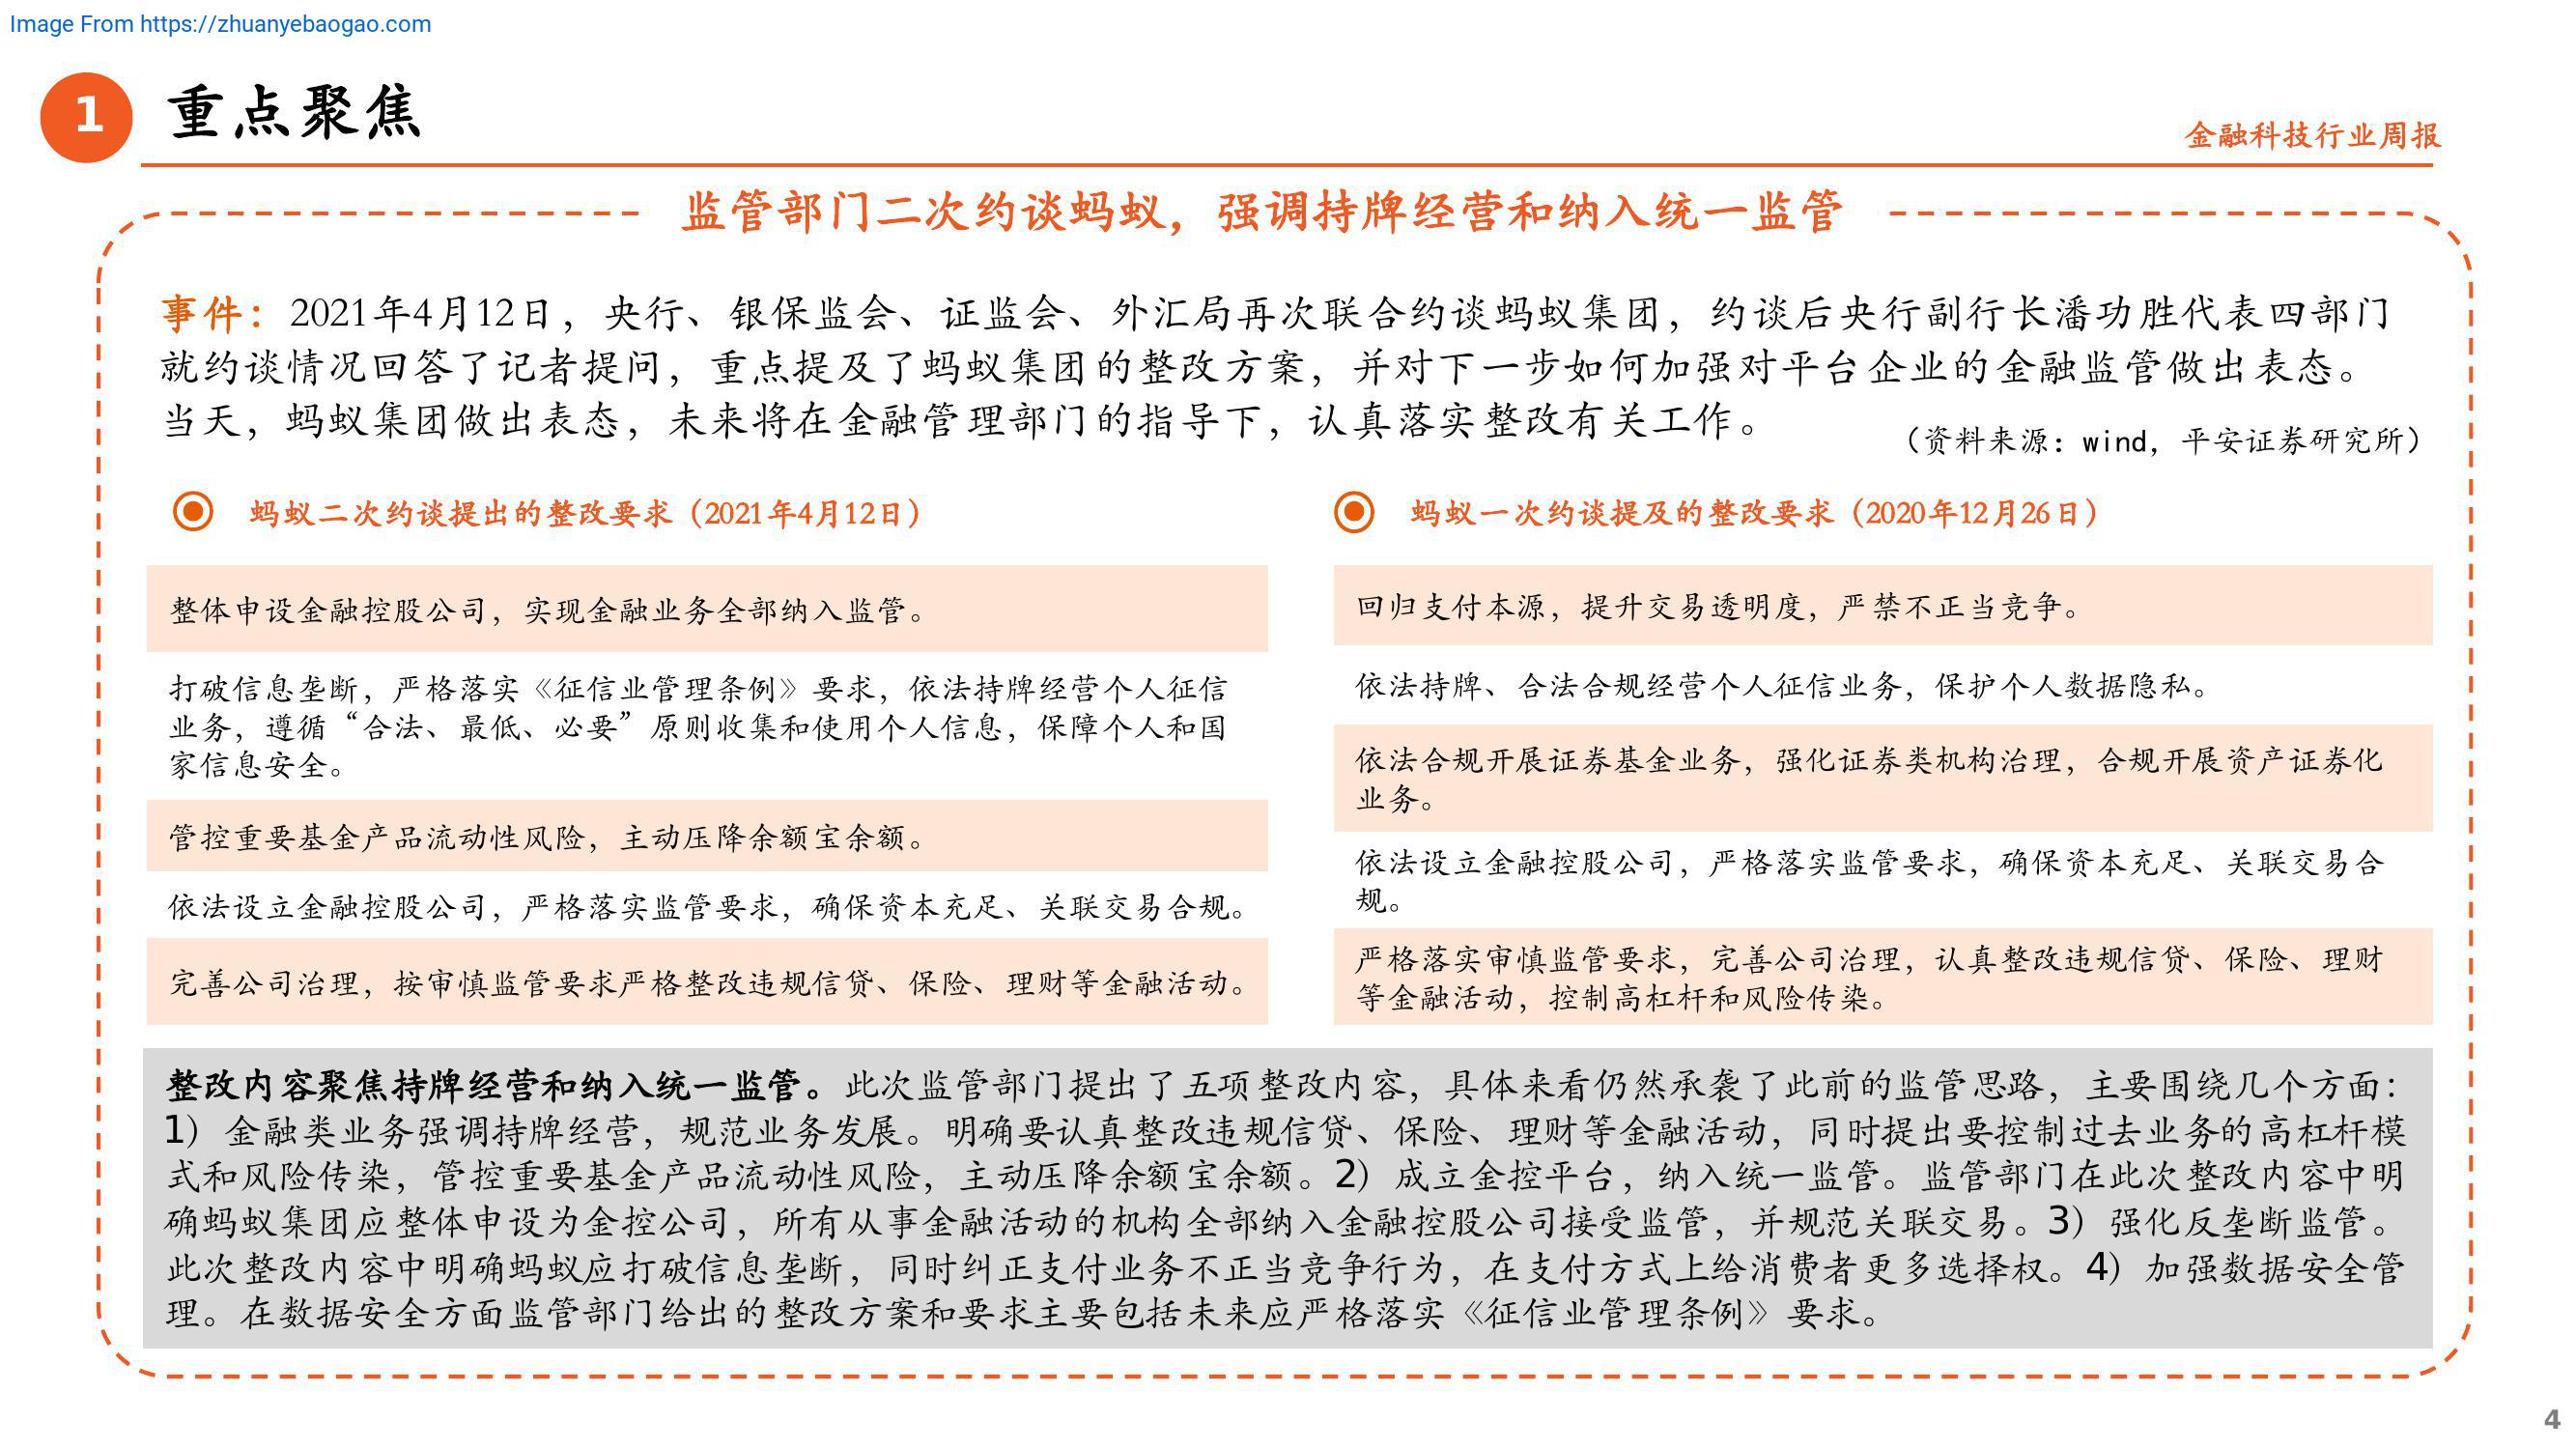 Image From https://zhuanyebaogao.com
1 重点聚焦
金融科技行业周报
监管部门二次约谈蚂蚁，强调持牌经营和纳入统一监管
事件：2021年4月12日，央行、银保监会、证监会、外汇局再次联合约谈蚂蚁集团，约谈后央行副行长潘功胜代表四部门
就约谈情况回答了记者提问，重点提及了蚂蚁集团的整改方案，并对下一步如何加强对平台企业的金融监管做出表态。
当天，蚂蚁集团做出表态，未来将在金融管理部门的指导下，认真落实整改有关工作。
（资料来源：wind，平安证券研究所）
蚂蚁二次约谈提出的整改要求（2021年4月12日）
整体申设金融控股公司，实现金融业务全部纳入监管。
打破信息垄断，严格落实《征信业管理条例》要求，依法持牌经营个人征信
业务，遵循“合法、最低、必要”原则收集和使用个人信息，保障个人和国
家信息安全。
管控重要基金产品流动性风险，主动压降余额宝余额。
依法设立金融控股公司，严格落实监管要求，确保资本充足、关联交易合规。
完善公司治理，按审慎监管要求严格整改违规信贷、保险、理财等金融活动。
蚂蚁一次约谈提及的整改要求（2020年12月26日）
回归支付本源，提升交易透明度，严禁不正当竞争。
依法持牌、合法合规经营个人征信业务，保护个人数据隐私。
依法合规开展证券基金业务，强化证券类机构治理，合规开展资产证券化
业务。
依法设立金融控股公司，严格落实监管要求，确保资本充足、关联交易合
规。
严格落实审慎监管要求，完善公司治理，认真整改违规信贷、保险、理财
等金融活动，控制高杠杆和风险传染。
整改内容聚焦持牌经营和纳入统一监管。此次监管部门提出了五项整改内容，具体来看仍然承袭了此前的监管思路，主要围绕几个方面：
1）金融类业务强调持牌经营，规范业务发展。明确要认真整改违规信贷、保险、理财等金融活动，同时提出要控制过去业务的高杠杆模
式和风险传染，管控重要基金产品流动性风险，主动压降余额宝余额。2）成立金控平台，纳入统一监管。监管部门在此次整改内容中明
确蚂蚁集团应整体申设为金控公司，所有从事金融活动的机构全部纳入金融控股公司接受监管，并规范关联交易。3）强化反垄断监管。
此次整改内容中明确蚂蚁应打破信息垄断，同时纠正支付业务不正当竞争行为，在支付方式上给消费者更多选择权。4）加强数据安全管
理。在数据安全方面监管部门给出的整改方案和要求主要包括未来应严格落实《征信业管理条例》要求。
4